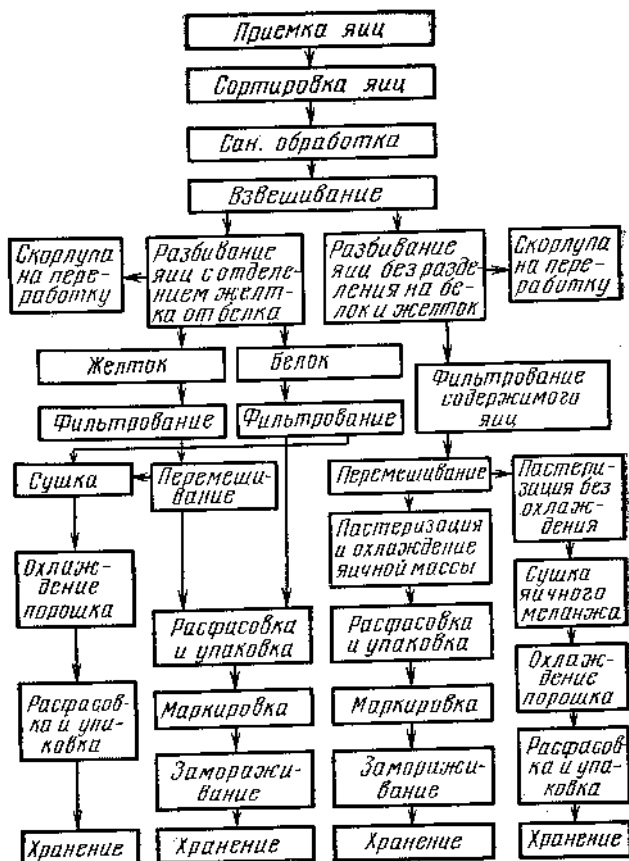 Приемка яиц
Сортировка яиц
Сан. обработка
Взвешивание
Скорлупа
на пере-
работку
Разбивание
яиц с отделе-
нием желт-
ка от белка
Разбивание
яиц без разде-
ления на бе-
лок и желток
Скорлупа
на пере-
работку
Желток
Белок
Фильтрование
содержимого
яиц
Фильтрование
Фильтрование
Сушка
Перемеши-
вание
Перемешивание
Пастери-
зация без
охлаж-
дения
Охлаж-
дение
порошка
Пастеризация
и охлаждение
яичной массы
Сушка
яичного
меланжа
Расфасовка
и упаковка
Расфасовка
и упаковка
Охлаж-
дение
порошка
Расфасов-
ка и упа-
ковка
Маркировка
Маркировка
Расфасов-
ка и упа-
ковка
Заморажи-
вание
Заморажи-
вание
Хранение
Хранение
Хранение
Хранение